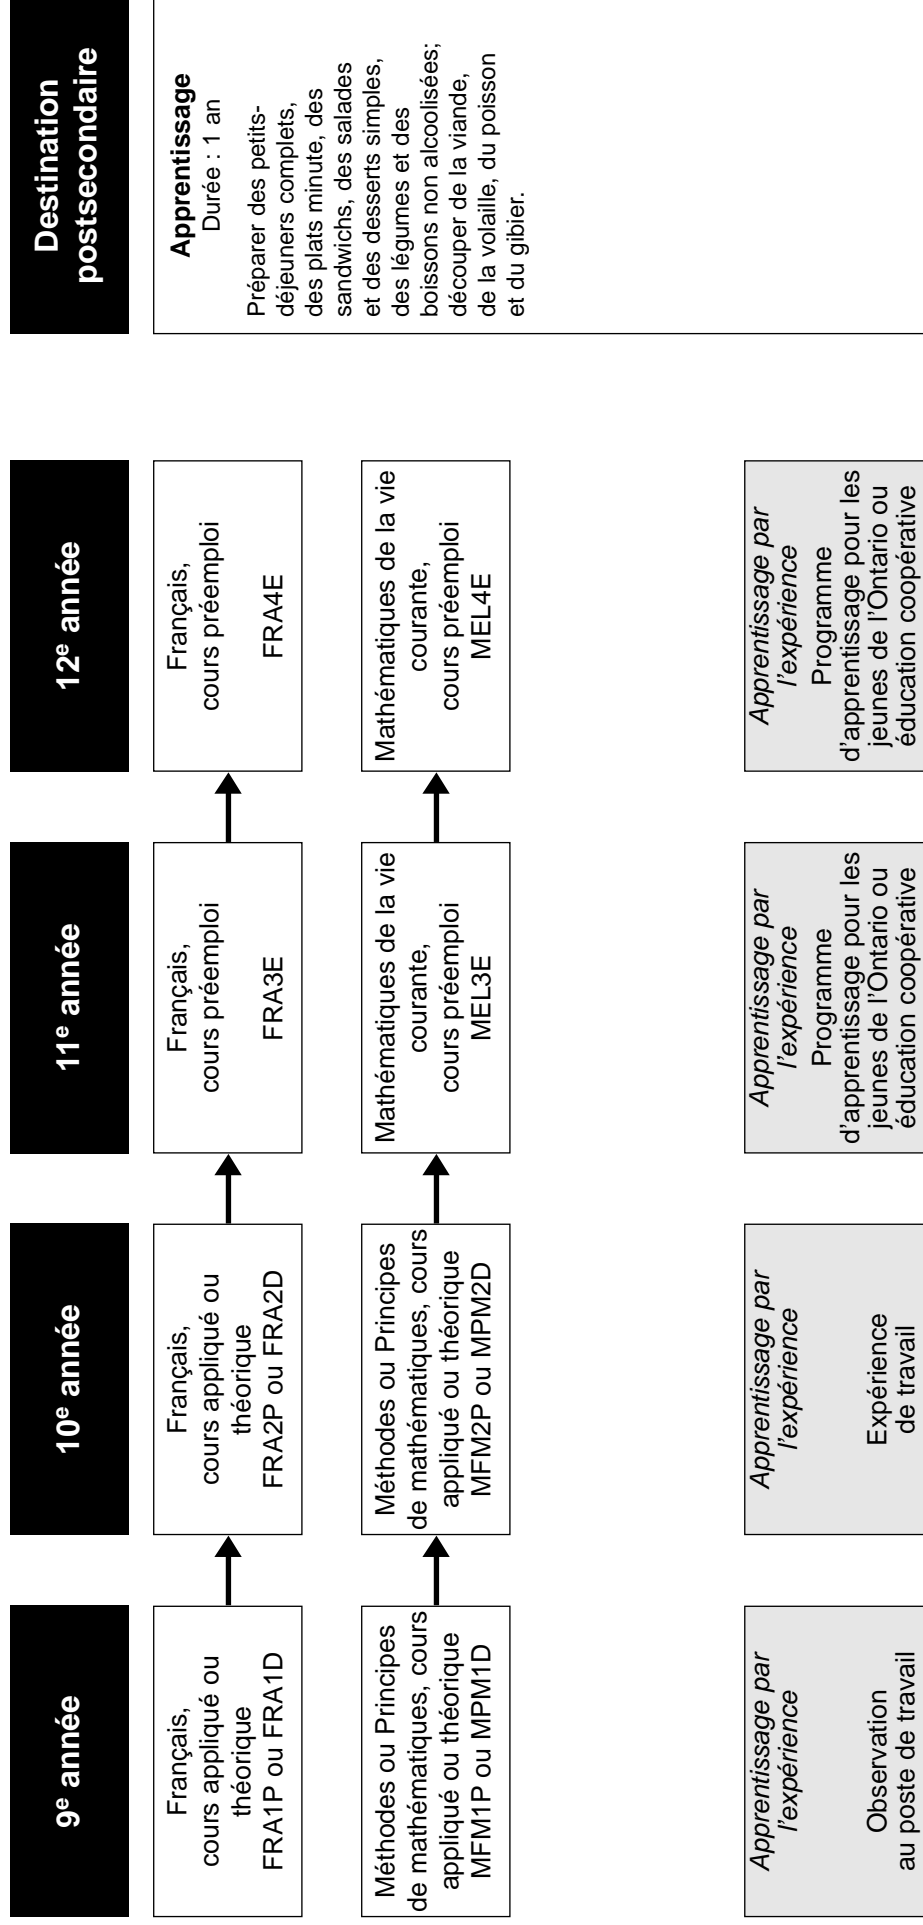 9e année
10e année
11e année
12e année
Destination
postsecondaire
Français,
cours appliqué ou
théorique
FRA1P ou FRA1D
Français,
cours appliqué ou
théorique
FRA2P ou FRA2D
Français,
cours préemploi
FRA3E
Français,
cours préemploi
FRA4E
Apprentissage
Durée : 1 an
Préparer des petits-
déjeuners complets,
des plats minute, des
sandwichs, des salades
et des desserts simples,
des légumes et des
boissons non alcoolisées;
découper de la viande,
de la volaille, du poisson
et du gibier.
Méthodes ou Principes
de mathématiques, cours
appliqué ou théorique
MFM1P ou MPM1D
Méthodes ou Principes
de mathématiques, cours
appliqué ou théorique
MFM2P ou MPM2D
Mathématiques de la vie
courante,
cours préemploi
MEL3E
Mathématiques de la vie
courante,
cours préemploi
MEL4E
Apprentissage par
l'expérience
Observation
au poste de travail
Apprentissage par
l'expérience
Expérience
de travail
Apprentissage par
l'expérience
Programme
d'apprentissage pour les
jeunes de l'Ontario ou
éducation coopérative
Apprentissage par
l'expérience
Programme
d'apprentissage pour les
jeunes de l'Ontario ou
éducation coopérative